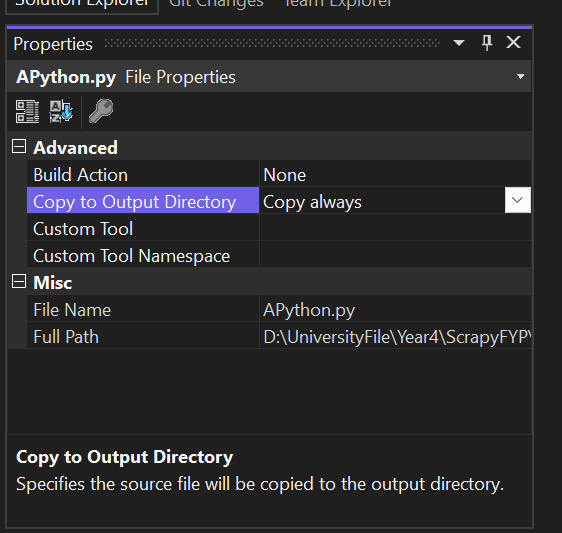 Solution Explorer Git Changes Team Explorer
Properties
APython.py File Properties
Advanced
Build Action None
Copy to Output Directory Copy always
Custom Tool
Custom Tool Namespace
Misc
File Name APython.py
Full Path D:\UniversityFile\Year4\ScrapyFYP\
Copy to Output Directory
Specifies the source file will be copied to the output directory.